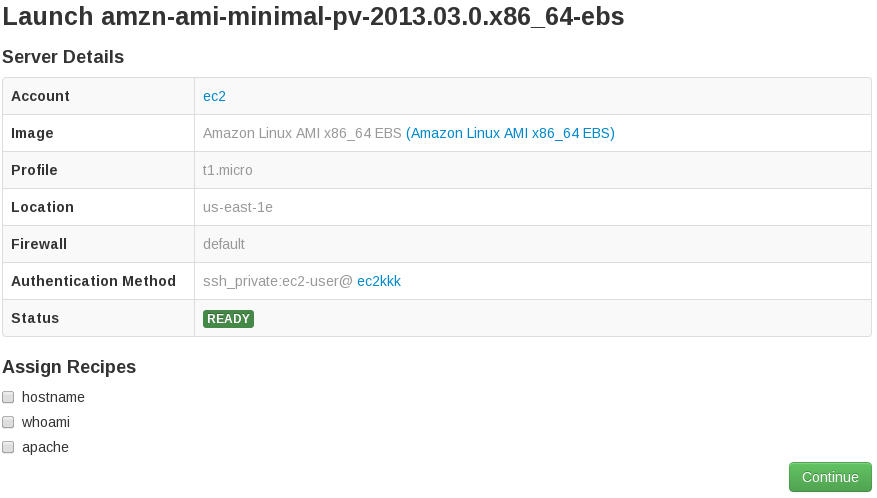 Launch amzn-ami-minimal-pv-2013.03.0.x86_64-ebs
Server Details
Account ec2
Image Amazon Linux AMI x86_64 EBS (Amazon Linux AMI x86_64 EBS)
Profile t1.micro
Location us-east-1e
Firewall default
Authentication Method ssh_private:ec2-user@ ec2kkk
Status READY
Assign Recipes
hostname
whoami
apache
Continue